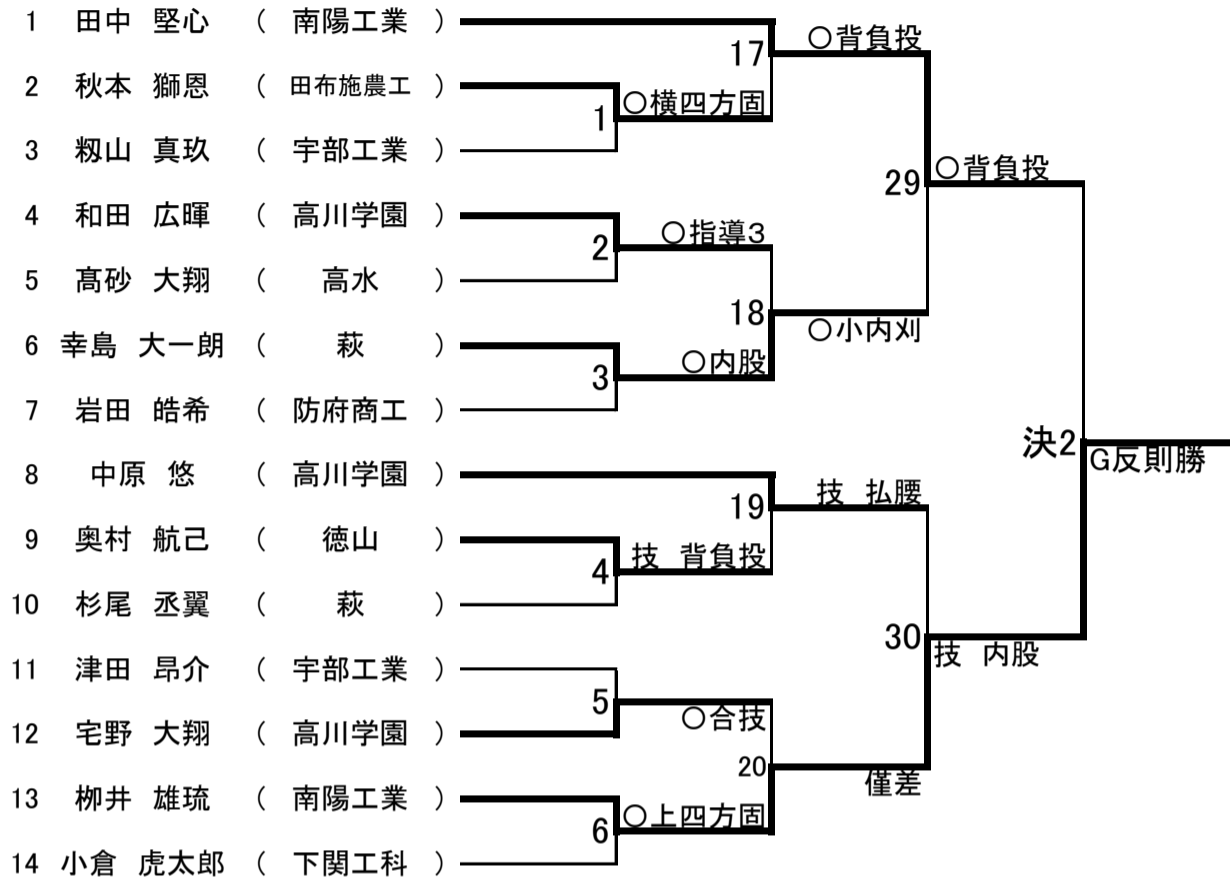 1 田中 堅心 ( 南陽工業 )
17 ○背負投
2 秋本 獅恩 ( 田布施農工 )
1 ○横四方固
3 籾山 真玖 ( 宇部工業 )
29 ○背負投
4 和田 広暉 ( 高川学園 )
2 ○指導3
5 髙砂 大翔 ( 高水 )
18 ○小内刈
6 幸島 大一朗 ( 萩 )
3 ○内股
7 岩田 皓希 ( 防府商工 )
決2 G反則勝
8 中原 悠 ( 高川学園 )
19 技 払腰
9 奥村 航己 ( 徳山 )
4 技 背負投
10 杉尾 丞翼 ( 萩 )
30 技 内股
11 津田 昂介 ( 宇部工業 )
5 ○合技
12 宅野 大翔 ( 高川学園 )
20 僅差
13 栁井 雄琉 ( 南陽工業 )
6 ○上四方固
14 小倉 虎太郎 ( 下関工科 )